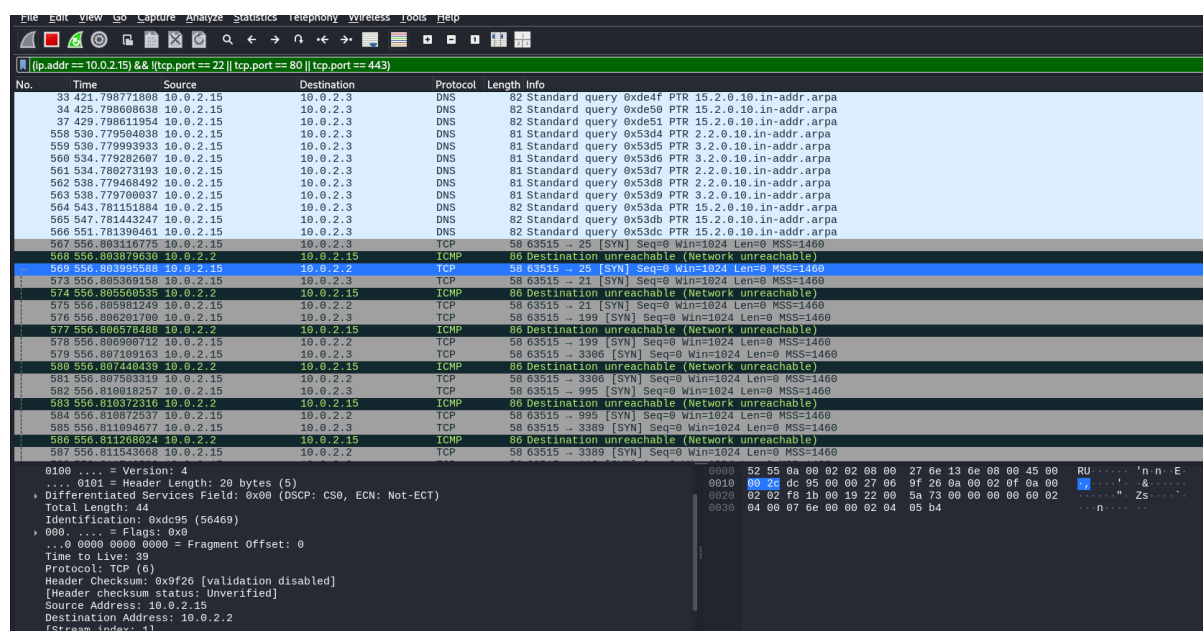 File Edit View Go Capture Analyze Statistics Telephony Wireless Tools Help
(ip.addr == 10.0.2.15) && !(tcp.port == 22 || tcp.port == 80 || tcp.port == 443)
No. Time Source Destination Protocol Length Info
33 421.798771808 10.0.2.15 10.0.2.3 DNS 82 Standard query 0xde4f PTR 15.2.0.10.in-addr.arpa
34 425.798608638 10.0.2.15 10.0.2.3 DNS 82 Standard query 0xde50 PTR 15.2.0.10.in-addr.arpa
37 429.798611954 10.0.2.15 10.0.2.3 DNS 82 Standard query 0xde51 PTR 15.2.0.10.in-addr.arpa
558 530.779504038 10.0.2.15 10.0.2.3 DNS 81 Standard query 0x53d4 PTR 2.2.0.10.in-addr.arpa
559 530.779993933 10.0.2.15 10.0.2.3 DNS 81 Standard query 0x53d5 PTR 3.2.0.10.in-addr.arpa
560 534.779282607 10.0.2.15 10.0.2.3 DNS 81 Standard query 0x53d6 PTR 3.2.0.10.in-addr.arpa
561 534.780273193 10.0.2.15 10.0.2.3 DNS 81 Standard query 0x53d7 PTR 2.2.0.10.in-addr.arpa
562 538.779468492 10.0.2.15 10.0.2.3 DNS 81 Standard query 0x53d8 PTR 2.2.0.10.in-addr.arpa
563 538.779700037 10.0.2.15 10.0.2.3 DNS 81 Standard query 0x53d9 PTR 3.2.0.10.in-addr.arpa
564 543.781151884 10.0.2.15 10.0.2.3 DNS 82 Standard query 0x53da PTR 15.2.0.10.in-addr.arpa
565 547.781443247 10.0.2.15 10.0.2.3 DNS 82 Standard query 0x53db PTR 15.2.0.10.in-addr.arpa
566 551.781390461 10.0.2.15 10.0.2.3 DNS 82 Standard query 0x53dc PTR 15.2.0.10.in-addr.arpa
567 556.803116775 10.0.2.15 10.0.2.3 TCP 58 63515 → 25 [SYN] Seq=0 Win=1024 Len=0 MSS=1460
568 556.803879630 10.0.2.2 10.0.2.15 ICMP 86 Destination unreachable (Network unreachable)
569 556.803995588 10.0.2.15 10.0.2.2 TCP 58 63515 → 25 [SYN] Seq=0 Win=1024 Len=0 MSS=1460
573 556.805369158 10.0.2.15 10.0.2.3 TCP 58 63515 → 21 [SYN] Seq=0 Win=1024 Len=0 MSS=1460
574 556.805560535 10.0.2.2 10.0.2.15 ICMP 86 Destination unreachable (Network unreachable)
575 556.805981249 10.0.2.15 10.0.2.2 TCP 58 63515 → 21 [SYN] Seq=0 Win=1024 Len=0 MSS=1460
576 556.806201700 10.0.2.15 10.0.2.3 TCP 58 63515 → 199 [SYN] Seq=0 Win=1024 Len=0 MSS=1460
577 556.806578488 10.0.2.2 10.0.2.15 ICMP 86 Destination unreachable (Network unreachable)
578 556.806900712 10.0.2.15 10.0.2.2 TCP 58 63515 → 199 [SYN] Seq=0 Win=1024 Len=0 MSS=1460
579 556.807109163 10.0.2.15 10.0.2.3 TCP 58 63515 → 3306 [SYN] Seq=0 Win=1024 Len=0 MSS=1460
580 556.807440439 10.0.2.2 10.0.2.15 ICMP 86 Destination unreachable (Network unreachable)
581 556.807503319 10.0.2.15 10.0.2.2 TCP 58 63515 → 3306 [SYN] Seq=0 Win=1024 Len=0 MSS=1460
582 556.810018257 10.0.2.15 10.0.2.3 TCP 58 63515 → 995 [SYN] Seq=0 Win=1024 Len=0 MSS=1460
583 556.810372316 10.0.2.2 10.0.2.15 ICMP 86 Destination unreachable (Network unreachable)
584 556.810872537 10.0.2.15 10.0.2.2 TCP 58 63515 → 995 [SYN] Seq=0 Win=1024 Len=0 MSS=1460
585 556.811094677 10.0.2.15 10.0.2.3 TCP 58 63515 → 3389 [SYN] Seq=0 Win=1024 Len=0 MSS=1460
586 556.811268024 10.0.2.2 10.0.2.15 ICMP 86 Destination unreachable (Network unreachable)
587 556.811543668 10.0.2.15 10.0.2.2 TCP 58 63515 → 3389 [SYN] Seq=0 Win=1024 Len=0 MSS=1460
0100 .... = Version: 4
.... 0101 = Header Length: 20 bytes (5)
Differentiated Services Field: 0x00 (DSCP: CS0, ECN: Not-ECT)
Total Length: 44
Identification: 0xdc95 (56469)
000. .... = Flags: 0x0
...0 0000 0000 0000 = Fragment Offset: 0
Time to Live: 39
Protocol: TCP (6)
Header Checksum: 0x9f26 [validation disabled]
[Header checksum status: Unverified]
Source Address: 10.0.2.15
Destination Address: 10.0.2.2
[Stream index: 1]
0000 52 55 0a 00 02 02 08 00 27 6e 13 6e 08 00 45 00 RU······ 'n·n··E·
0010 00 2c dc 95 00 00 27 06 9f 26 0a 00 02 0f 0a 00 ·,····'· ·&······
0020 02 02 f8 1b 00 19 22 00 5a 73 00 00 00 00 60 02 ······"· Zs····`·
0030 04 00 07 6e 00 00 02 04 05 b4 ···n···· ··